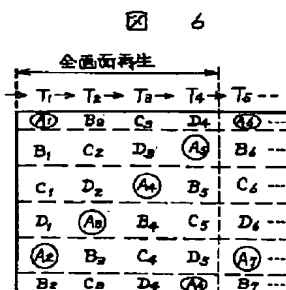 図 6
全画面再生
→ T1 → T2 → T3 → T4 → T5 ---
A1 B2 C3 D4 A6 ---
B1 C2 D3 A5 B6 ---
C1 D2 A4 B5 C6 ---
D1 A3 B4 C5 D6 ---
A2 B3 C4 D5 A7 ---
B2 C3 D4 A6 B7 ---